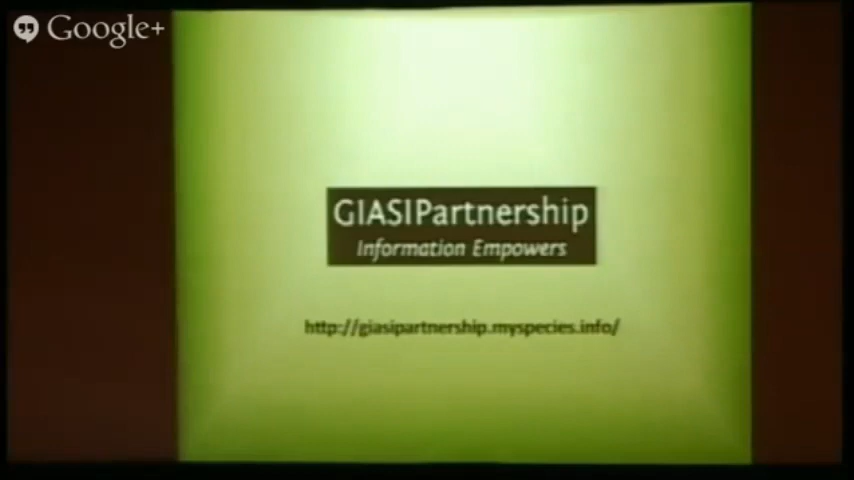 Google+
GIASIPartnership
Information Empowers
http://giasipartnership.myspecies.info/